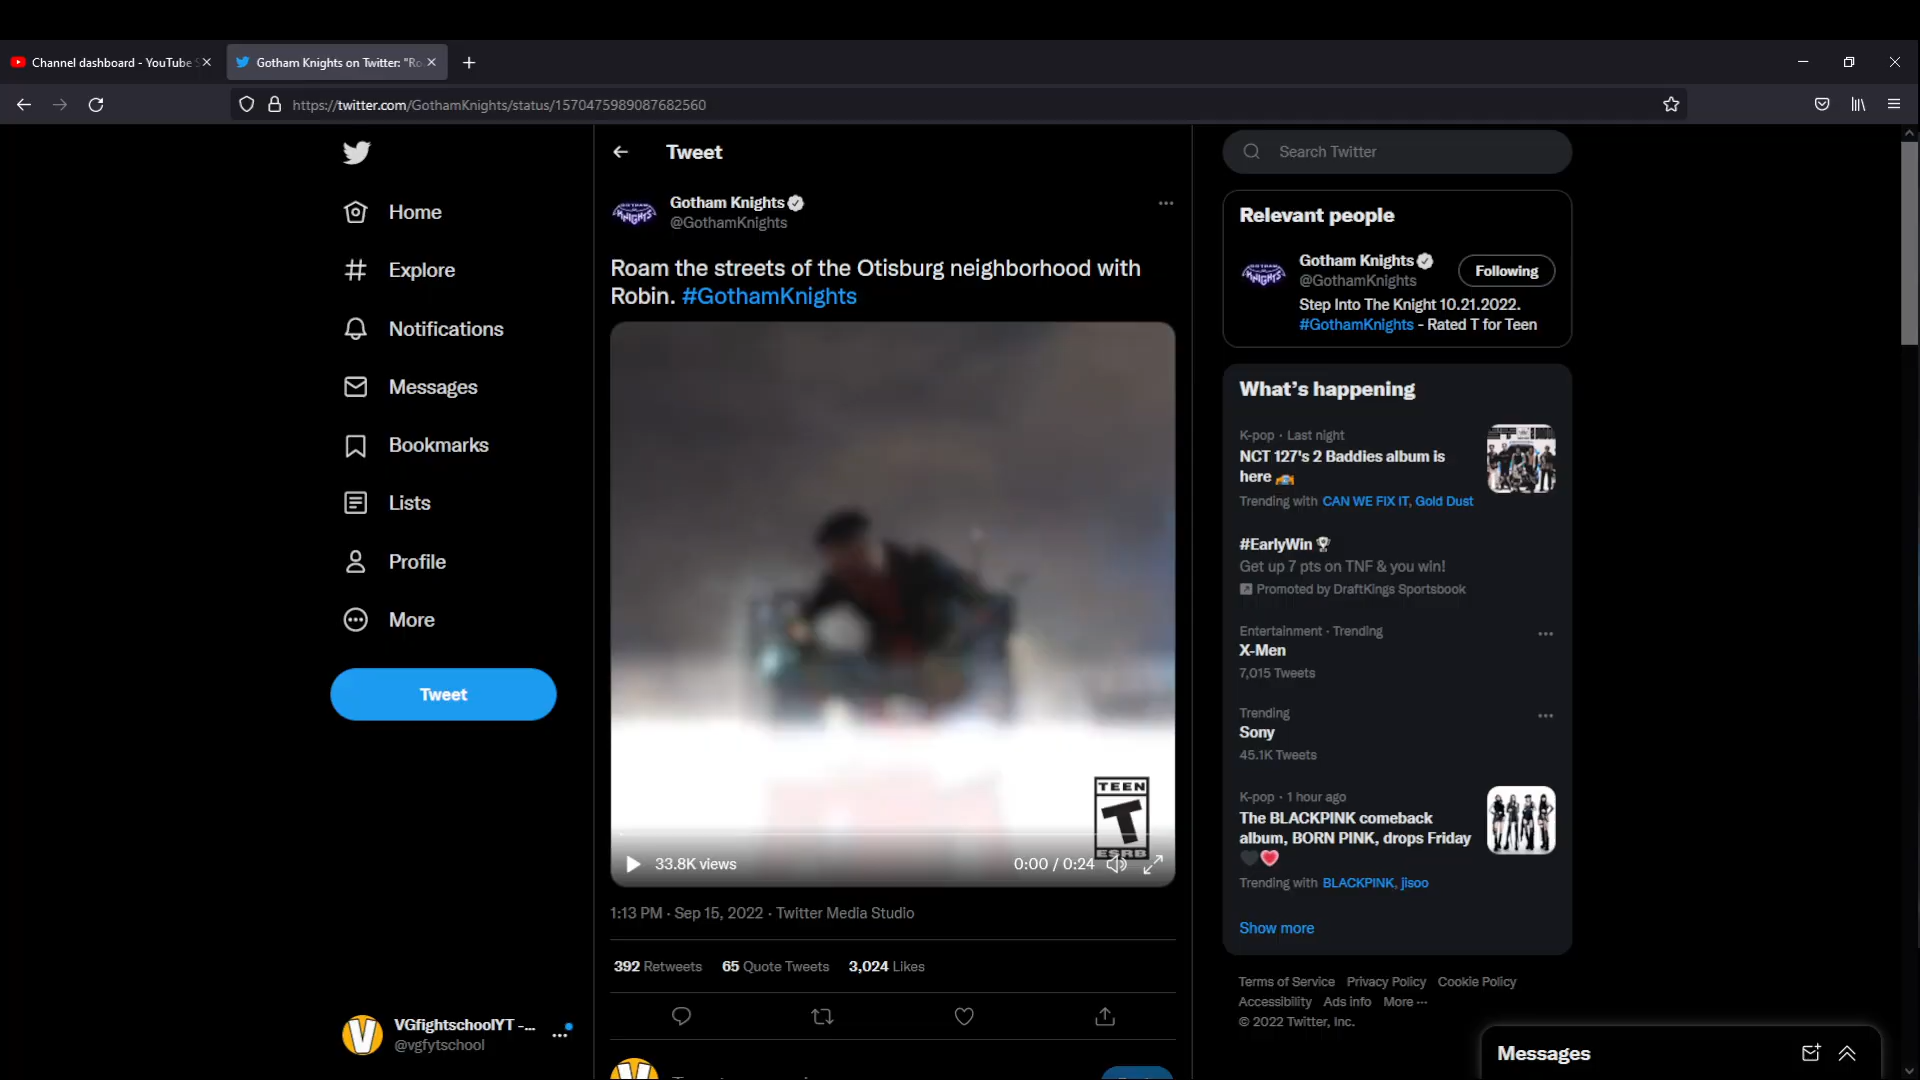 Channel dashboard - YouTube
Gotham Knights on Twitter: "Ro
https://twitter.com/GothamKnights/status/1570475989087682560
Home
Explore
Notifications
Messages
Bookmarks
Lists
Profile
More
Tweet
VGfightschoolYT -...
@vgfytschool
Tweet
Gotham Knights
@GothamKnights
Roam the streets of the Otisburg neighborhood with
Robin. #GothamKnights
TEEN
T
ESRB
33.8K views
0:00 / 0:24
1:13 PM · Sep 15, 2022 · Twitter Media Studio
392 Retweets 65 Quote Tweets 3,024 Likes
Search Twitter
Relevant people
Gotham Knights
@GothamKnights
Following
Step Into The Knight 10.21.2022.
#GothamKnights - Rated T for Teen
What's happening
K-pop · Last night
NCT 127's 2 Baddies album is
here
Trending with CAN WE FIX IT, Gold Dust
#EarlyWin
Get up 7 pts on TNF & you win!
Promoted by DraftKings Sportsbook
Entertainment · Trending
X-Men
7,015 Tweets
Trending
Sony
45.1K Tweets
K-pop · 1 hour ago
The BLACKPINK comeback
album, BORN PINK, drops Friday
Trending with BLACKPINK, jisoo
Show more
Terms of Service Privacy Policy Cookie Policy
Accessibility Ads info More ...
© 2022 Twitter, Inc.
Messages